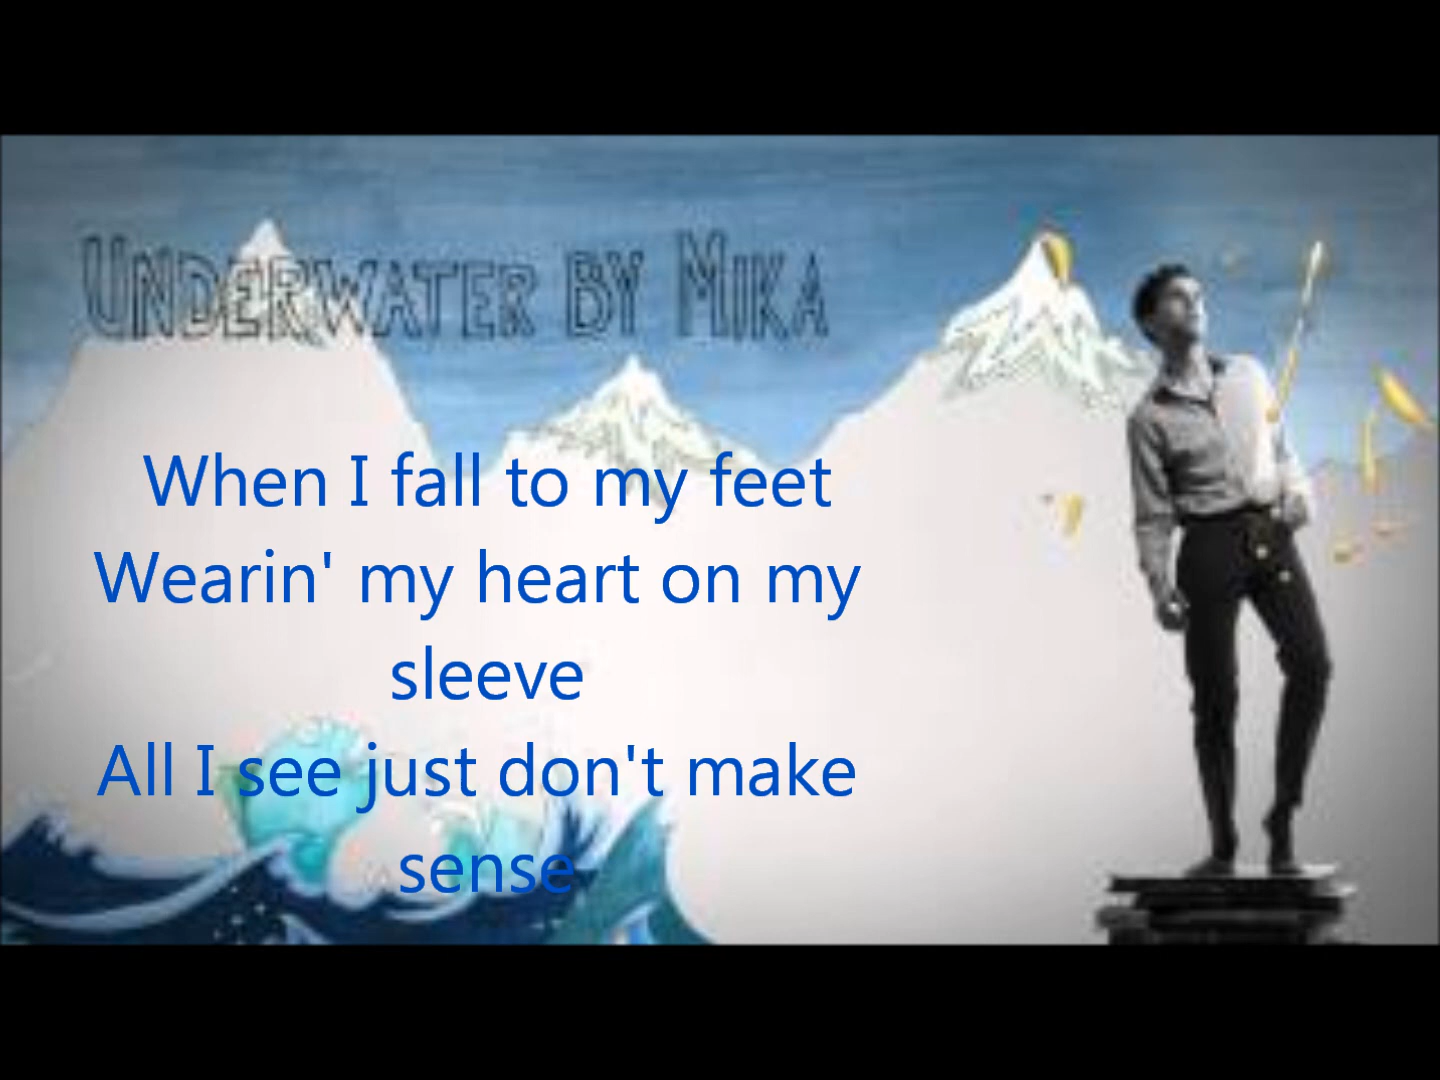 UNDERWATER BY MIKA
When I fall to my feet
Wearin' my heart on my
sleeve
All I see just don't make
sense